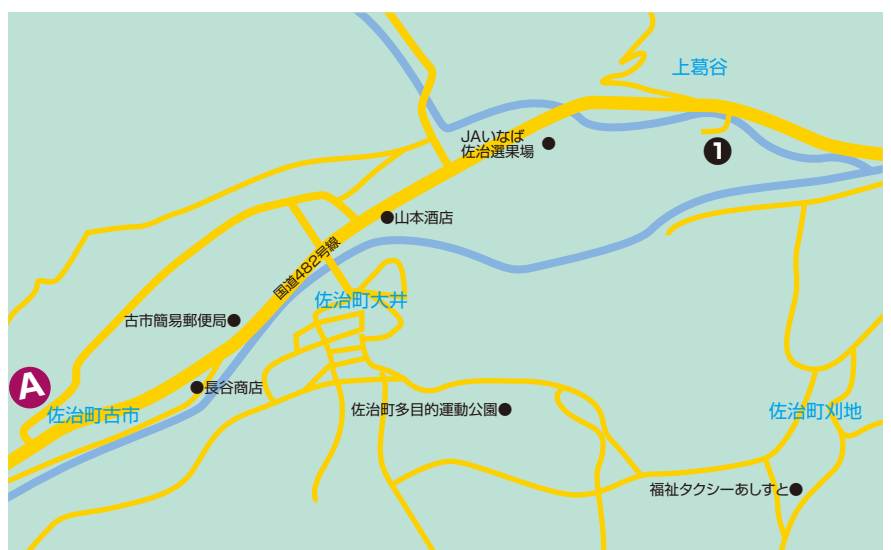 上葛谷
JAいなば
佐治選果場
1
山本酒店
国道482号線
佐治町大井
古市簡易郵便局
A
長谷商店
佐治町古市
佐治町多目的運動公園
佐治町刈地
福祉タクシーあしすと